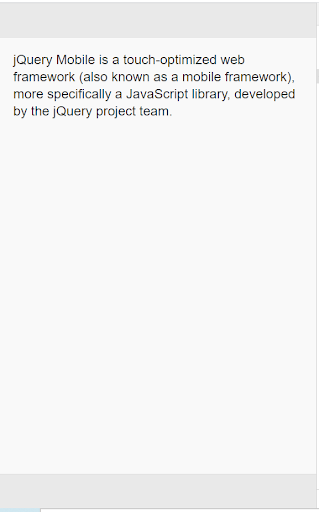 jQuery Mobile is a touch-optimized web
framework (also known as a mobile framework),
more specifically a JavaScript library, developed
by the jQuery project team.